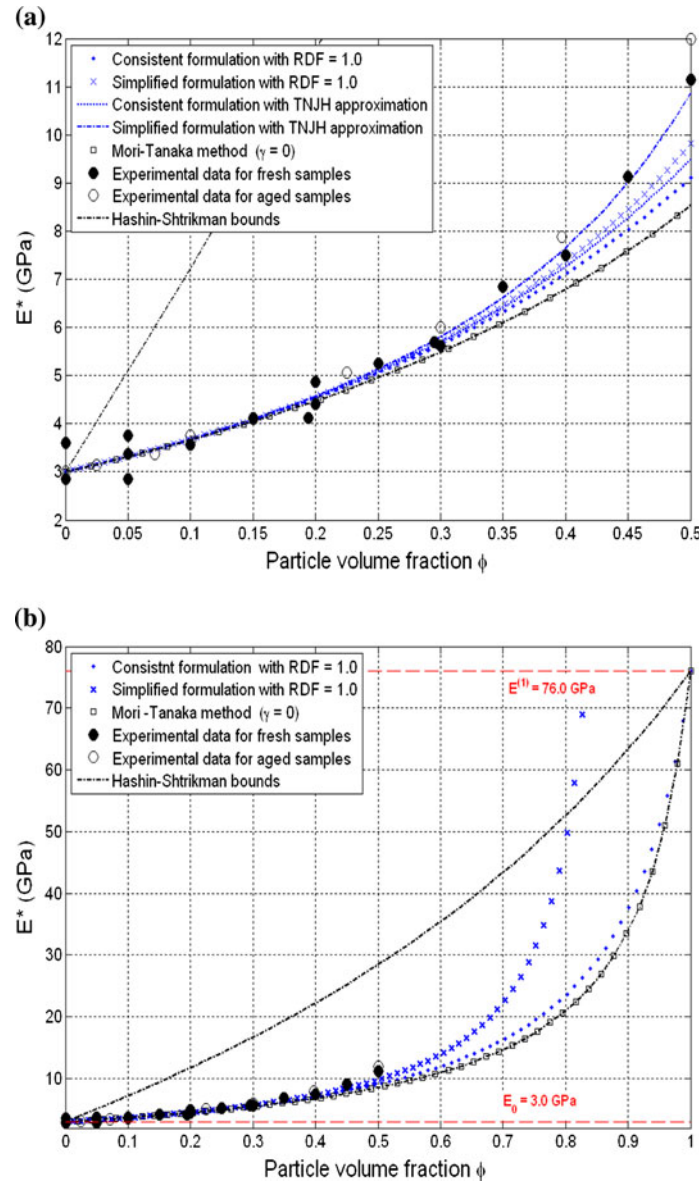 (a)
12
11
10
9
8
7
6
5
4
3
2
E* (GPa)
Consistent formulation with RDF = 1.0
Simplified formulation with RDF = 1.0
Consistent formulation with TNJH approximation
Simplified formulation with TNJH approximation
Mori-Tanaka method (γ = 0)
Experimental data for fresh samples
Experimental data for aged samples
Hashin-Shtrikman bounds
0 0.05 0.1 0.15 0.2 0.25 0.3 0.35 0.4 0.45 0.5
Particle volume fraction ϕ
(b)
80
70
60
50
40
30
20
10
0
E* (GPa)
Consistnt formulation with RDF = 1.0
Simplified formulation with RDF = 1.0
Mori -Tanaka method (γ = 0)
Experimental data for fresh samples
Experimental data for aged samples
Hashin-Shtrikman bounds
E(1) = 76.0 GPa
E0 = 3.0 GPa
0 0.1 0.2 0.3 0.4 0.5 0.6 0.7 0.8 0.9 1
Particle volume fraction ϕ